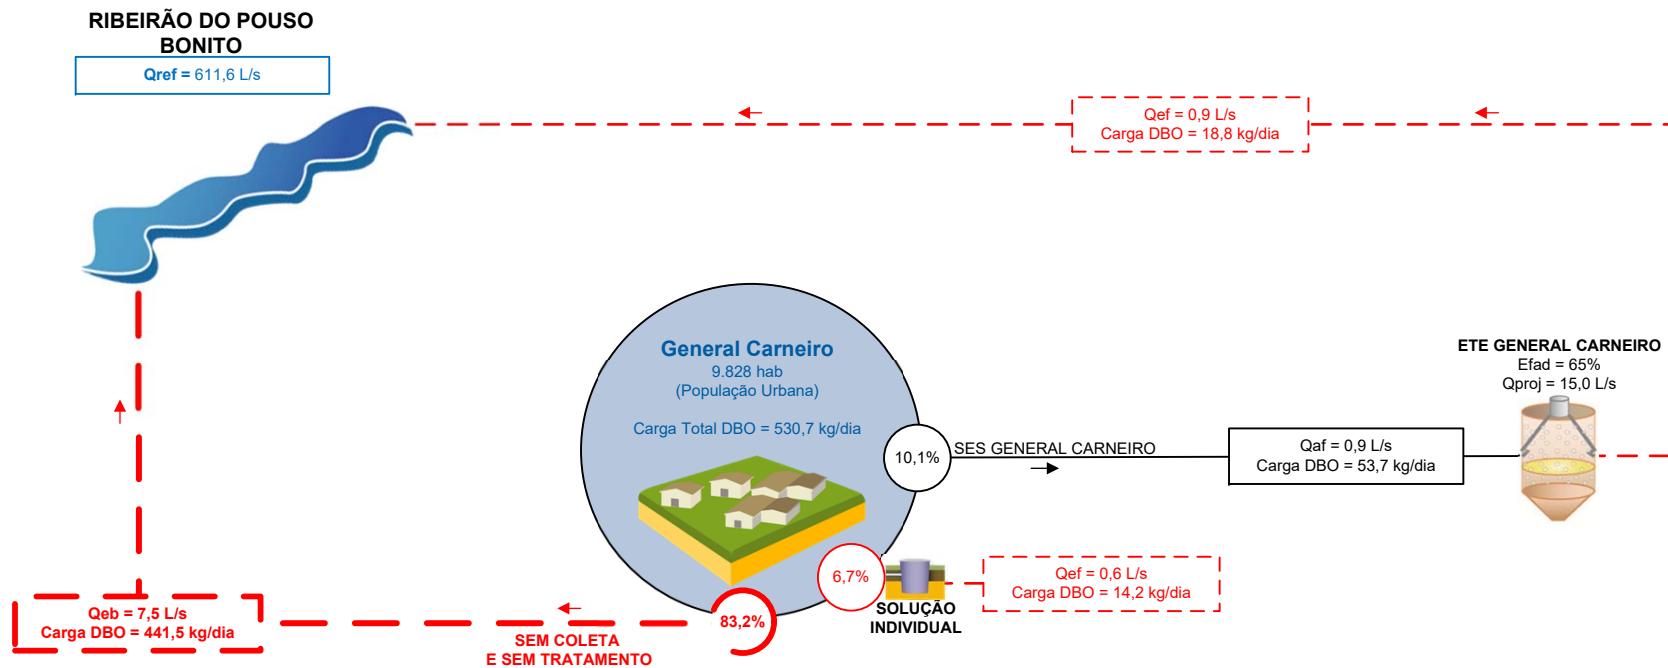 RIBEIRÃO DO POUSO
BONITO
Qref = 611,6 L/s
Qef = 0,9 L/s
Carga DBO = 18,8 kg/dia
General Carneiro
9.828 hab
(População Urbana)
Carga Total DBO = 530,7 kg/dia
10,1%
SES GENERAL CARNEIRO
Qaf = 0,9 L/s
Carga DBO = 53,7 kg/dia
ETE GENERAL CARNEIRO
Efad = 65%
Qproj = 15,0 L/s
6,7%
SOLUÇÃO
INDIVIDUAL
Qef = 0,6 L/s
Carga DBO = 14,2 kg/dia
83,2%
SEM COLETA
E SEM TRATAMENTO
Qeb = 7,5 L/s
Carga DBO = 441,5 kg/dia